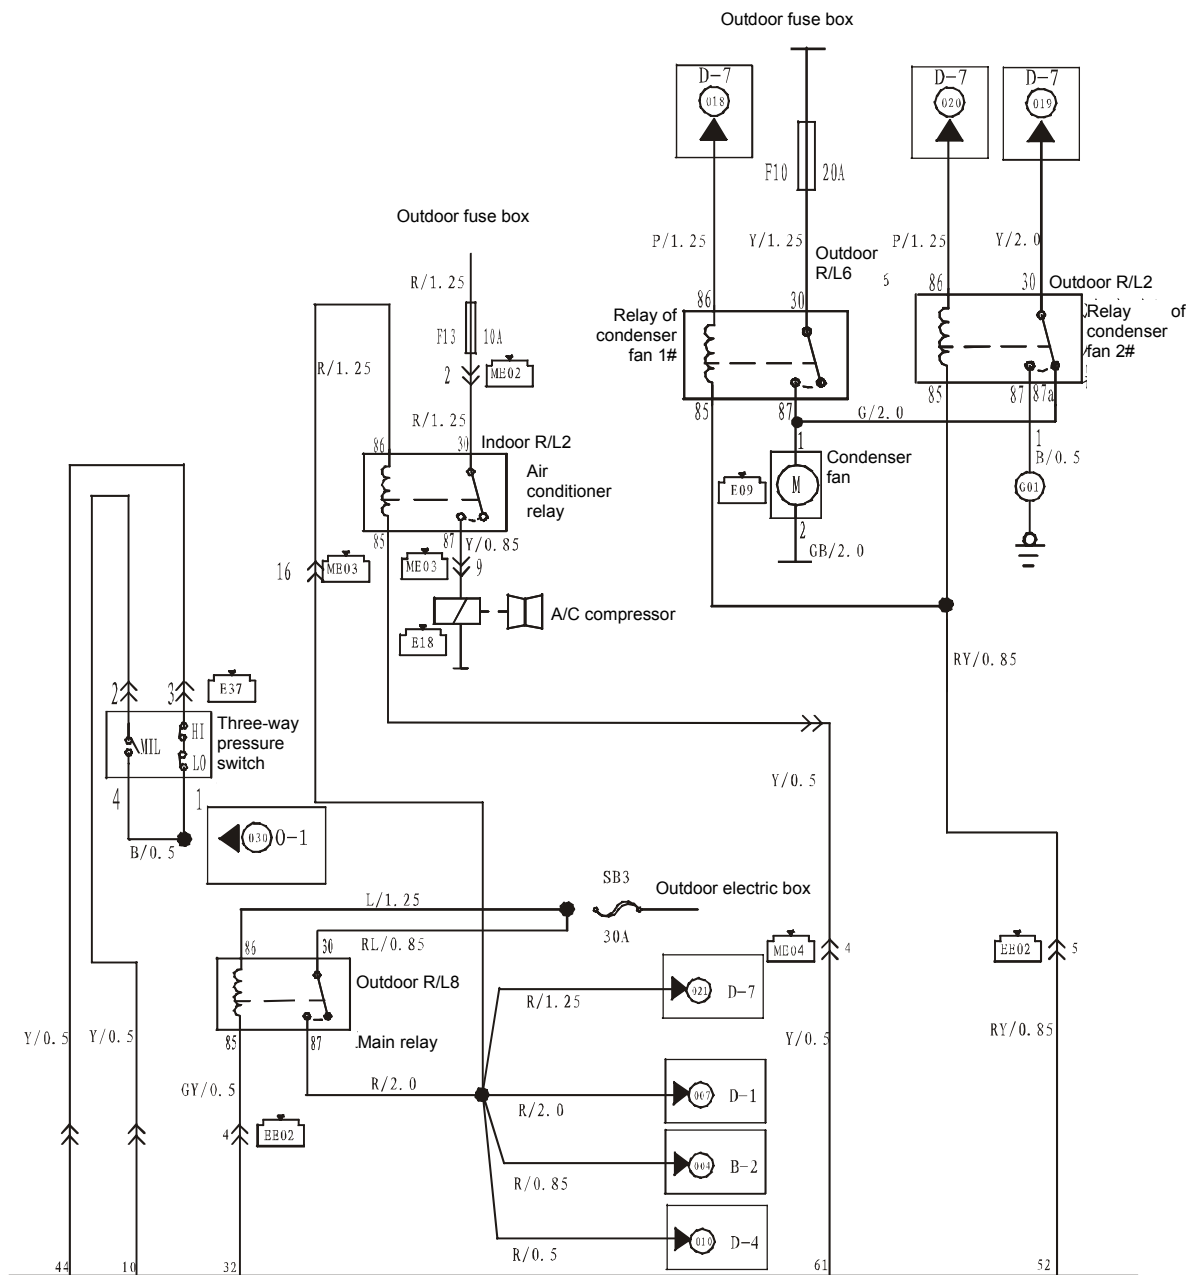 Outdoor fuse box
D-7
018
D-7
020
D-7
019
F10
20A
Outdoor fuse box
P/1.25
Y/1.25
P/1.25
Y/2.0
Outdoor
R/L6
R/1.25
86
30
6
86
30
Outdoor R/L2
Relay of
condenser
fan 1#
Relay of
condenser
fan 2#
F13
10A
R/1.25
2
ME02
85
87
G/2.0
85
87
87a
R/1.25
1
1
B/0.5
86
30
Indoor R/L2
Air
conditioner
relay
Condenser
fan
E09
M
G01
2
GB/2.0
85
87
Y/0.85
16
ME03
ME03
9
E18
A/C compressor
RY/0.85
2
3
E37
MIL
HI
LO
Three-way
pressure
switch
4
1
B/0.5
030
O-1
Y/0.5
SB3
Outdoor electric box
30A
L/1.25
RL/0.85
86
30
Outdoor R/L8
ME04
4
EE02
5
R/1.25
021
D-7
85
87
Main relay
Y/0.5
Y/0.5
Y/0.5
RY/0.85
GY/0.5
R/2.0
R/2.0
007
D-1
4
EE02
R/0.85
004
B-2
R/0.5
010
D-4
44
10
32
61
52